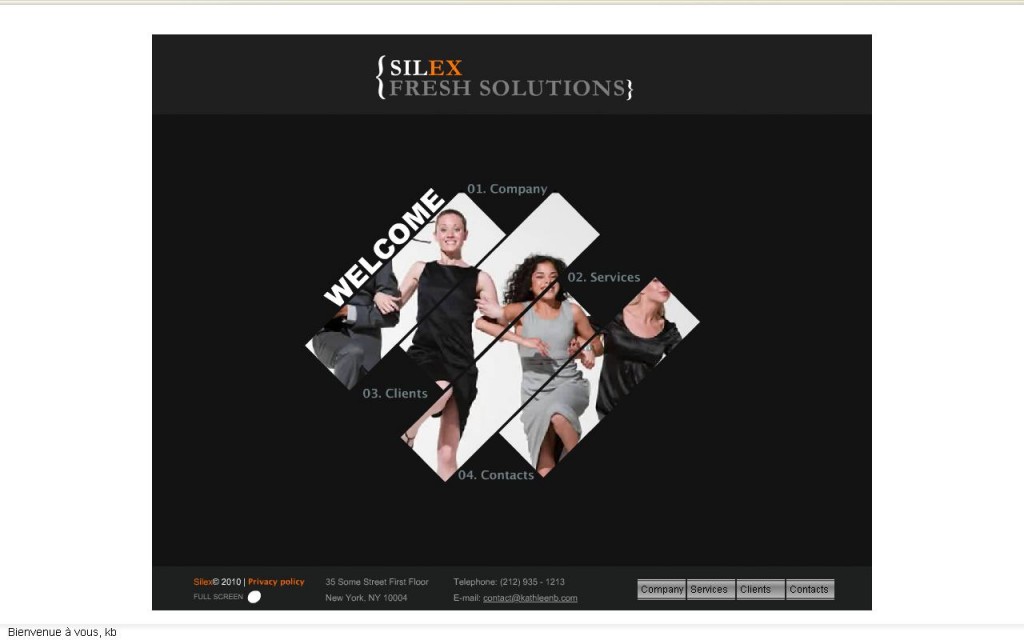 {SILEX
FRESH SOLUTIONS}
WELCOME
01. Company
02. Services
03. Clients
04. Contacts
Silex© 2010 | Privacy policy
FULL SCREEN
35 Some Street First Floor
New York, NY 10004
Telephone: (212) 935 - 1213
E-mail: contact@kathleenb.com
Company Services Clients Contacts
Bienvenue à vous, kb